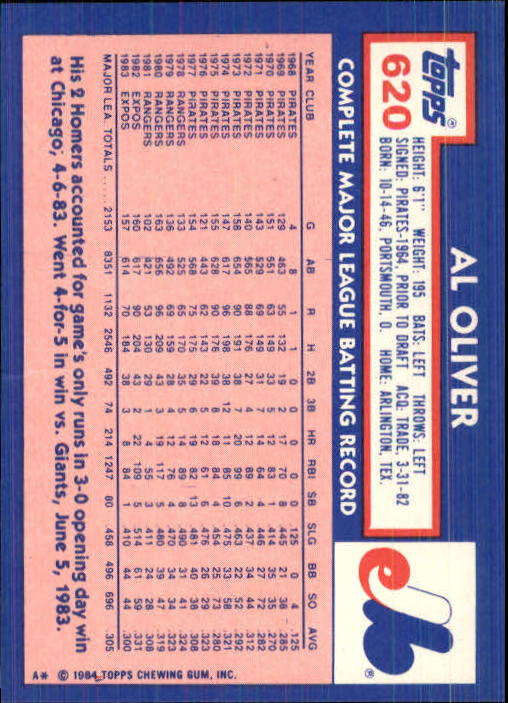 AL OLIVER
topps®
620
HEIGHT: 6'1" WEIGHT: 195 BATS: LEFT THROWS: LEFT
SIGNED: PIRATES-1964, PRIOR TO DRAFT ACQ: TRADE, 3-31-82
BORN: 10-14-46, PORTSMOUTH, O. HOME: ARLINGTON, TEX.
®
COMPLETE MAJOR LEAGUE BATTING RECORD
YEAR CLUB G AB R H 2B 3B HR RBI SB SLG BB SO AVG
1968 PIRATES 4 8 1 1 0 0 0 0 0 .125 0 4 .125
1969 PIRATES 129 463 55 132 19 2 17 70 8 .445 21 38 .285
1970 PIRATES 151 551 63 149 33 5 12 83 1 .414 35 35 .270
1971 PIRATES 143 529 69 149 31 7 14 64 4 .446 27 72 .282
1972 PIRATES 140 565 88 176 27 4 12 89 2 .437 34 44 .312
1973 PIRATES 158 654 90 191 38 7 20 99 6 .463 22 52 .292
1974 PIRATES 147 617 96 198 38 12 11 85 10 .475 33 58 .321
1975 PIRATES 155 628 90 176 39 8 18 84 4 .454 25 73 .280
1976 PIRATES 121 443 62 143 22 5 12 61 6 .476 26 29 .323
1977 PIRATES 154 568 75 175 29 6 19 82 13 .481 40 38 .308
1978 RANGERS 133 525 65 170 35 5 14 89 8 .490 31 41 .324
1979 RANGERS 136 492 69 159 28 4 12 76 4 .470 34 34 .323
1980 RANGERS 163 656 96 209 43 3 19 117 5 .480 39 47 .319
1981 RANGERS 102 421 53 130 29 1 4 55 3 .411 24 28 .309
1982 EXPOS 160 617 90 204 43 2 22 109 5 .514 61 59 .331
1983 EXPOS 157 614 70 184 38 3 8 84 1 .410 44 44 .300
MAJOR LEA. TOTALS ..... 2153 8351 1132 2546 492 74 214 1247 80 .458 496 696 .305
His 2 Homers accounted for game's only runs in 3-0 opening day win
at Chicago, 4-6-83. Went 4-for-5 in win vs. Giants, June 5, 1983.
A* © 1984 TOPPS CHEWING GUM, INC.